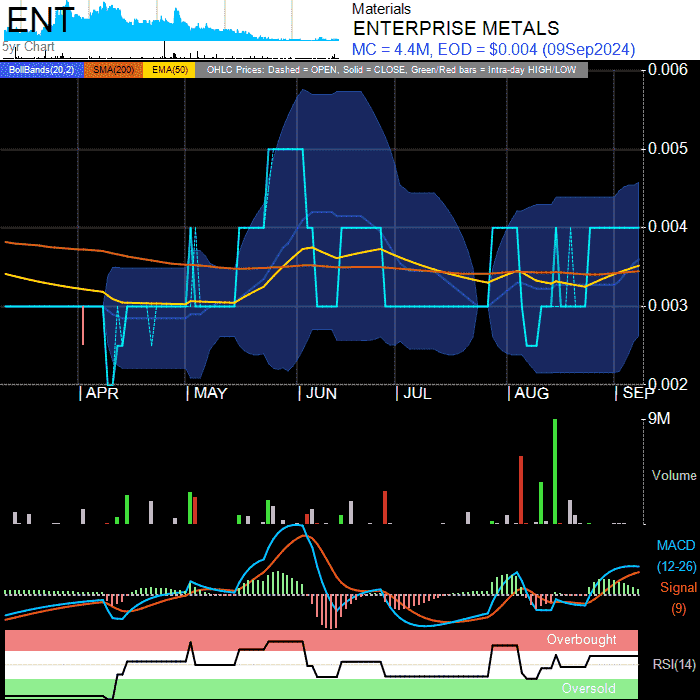 ENT
5yr Chart
Materials
ENTERPRISE METALS
MC = 4.4M, EOD = $0.004 (09Sep2024)
BollBands(20,2) SMA(200) EMA(50) OHLC Prices: Dashed = OPEN, Solid = CLOSE, Green/Red bars = Intra-day HIGH/LOW
0.006
0.005
0.004
0.003
0.002
APR MAY JUN JUL AUG SEP
9M
Volume
MACD
(12-26)
Signal
(9)
Overbought
RSI(14)
Oversold